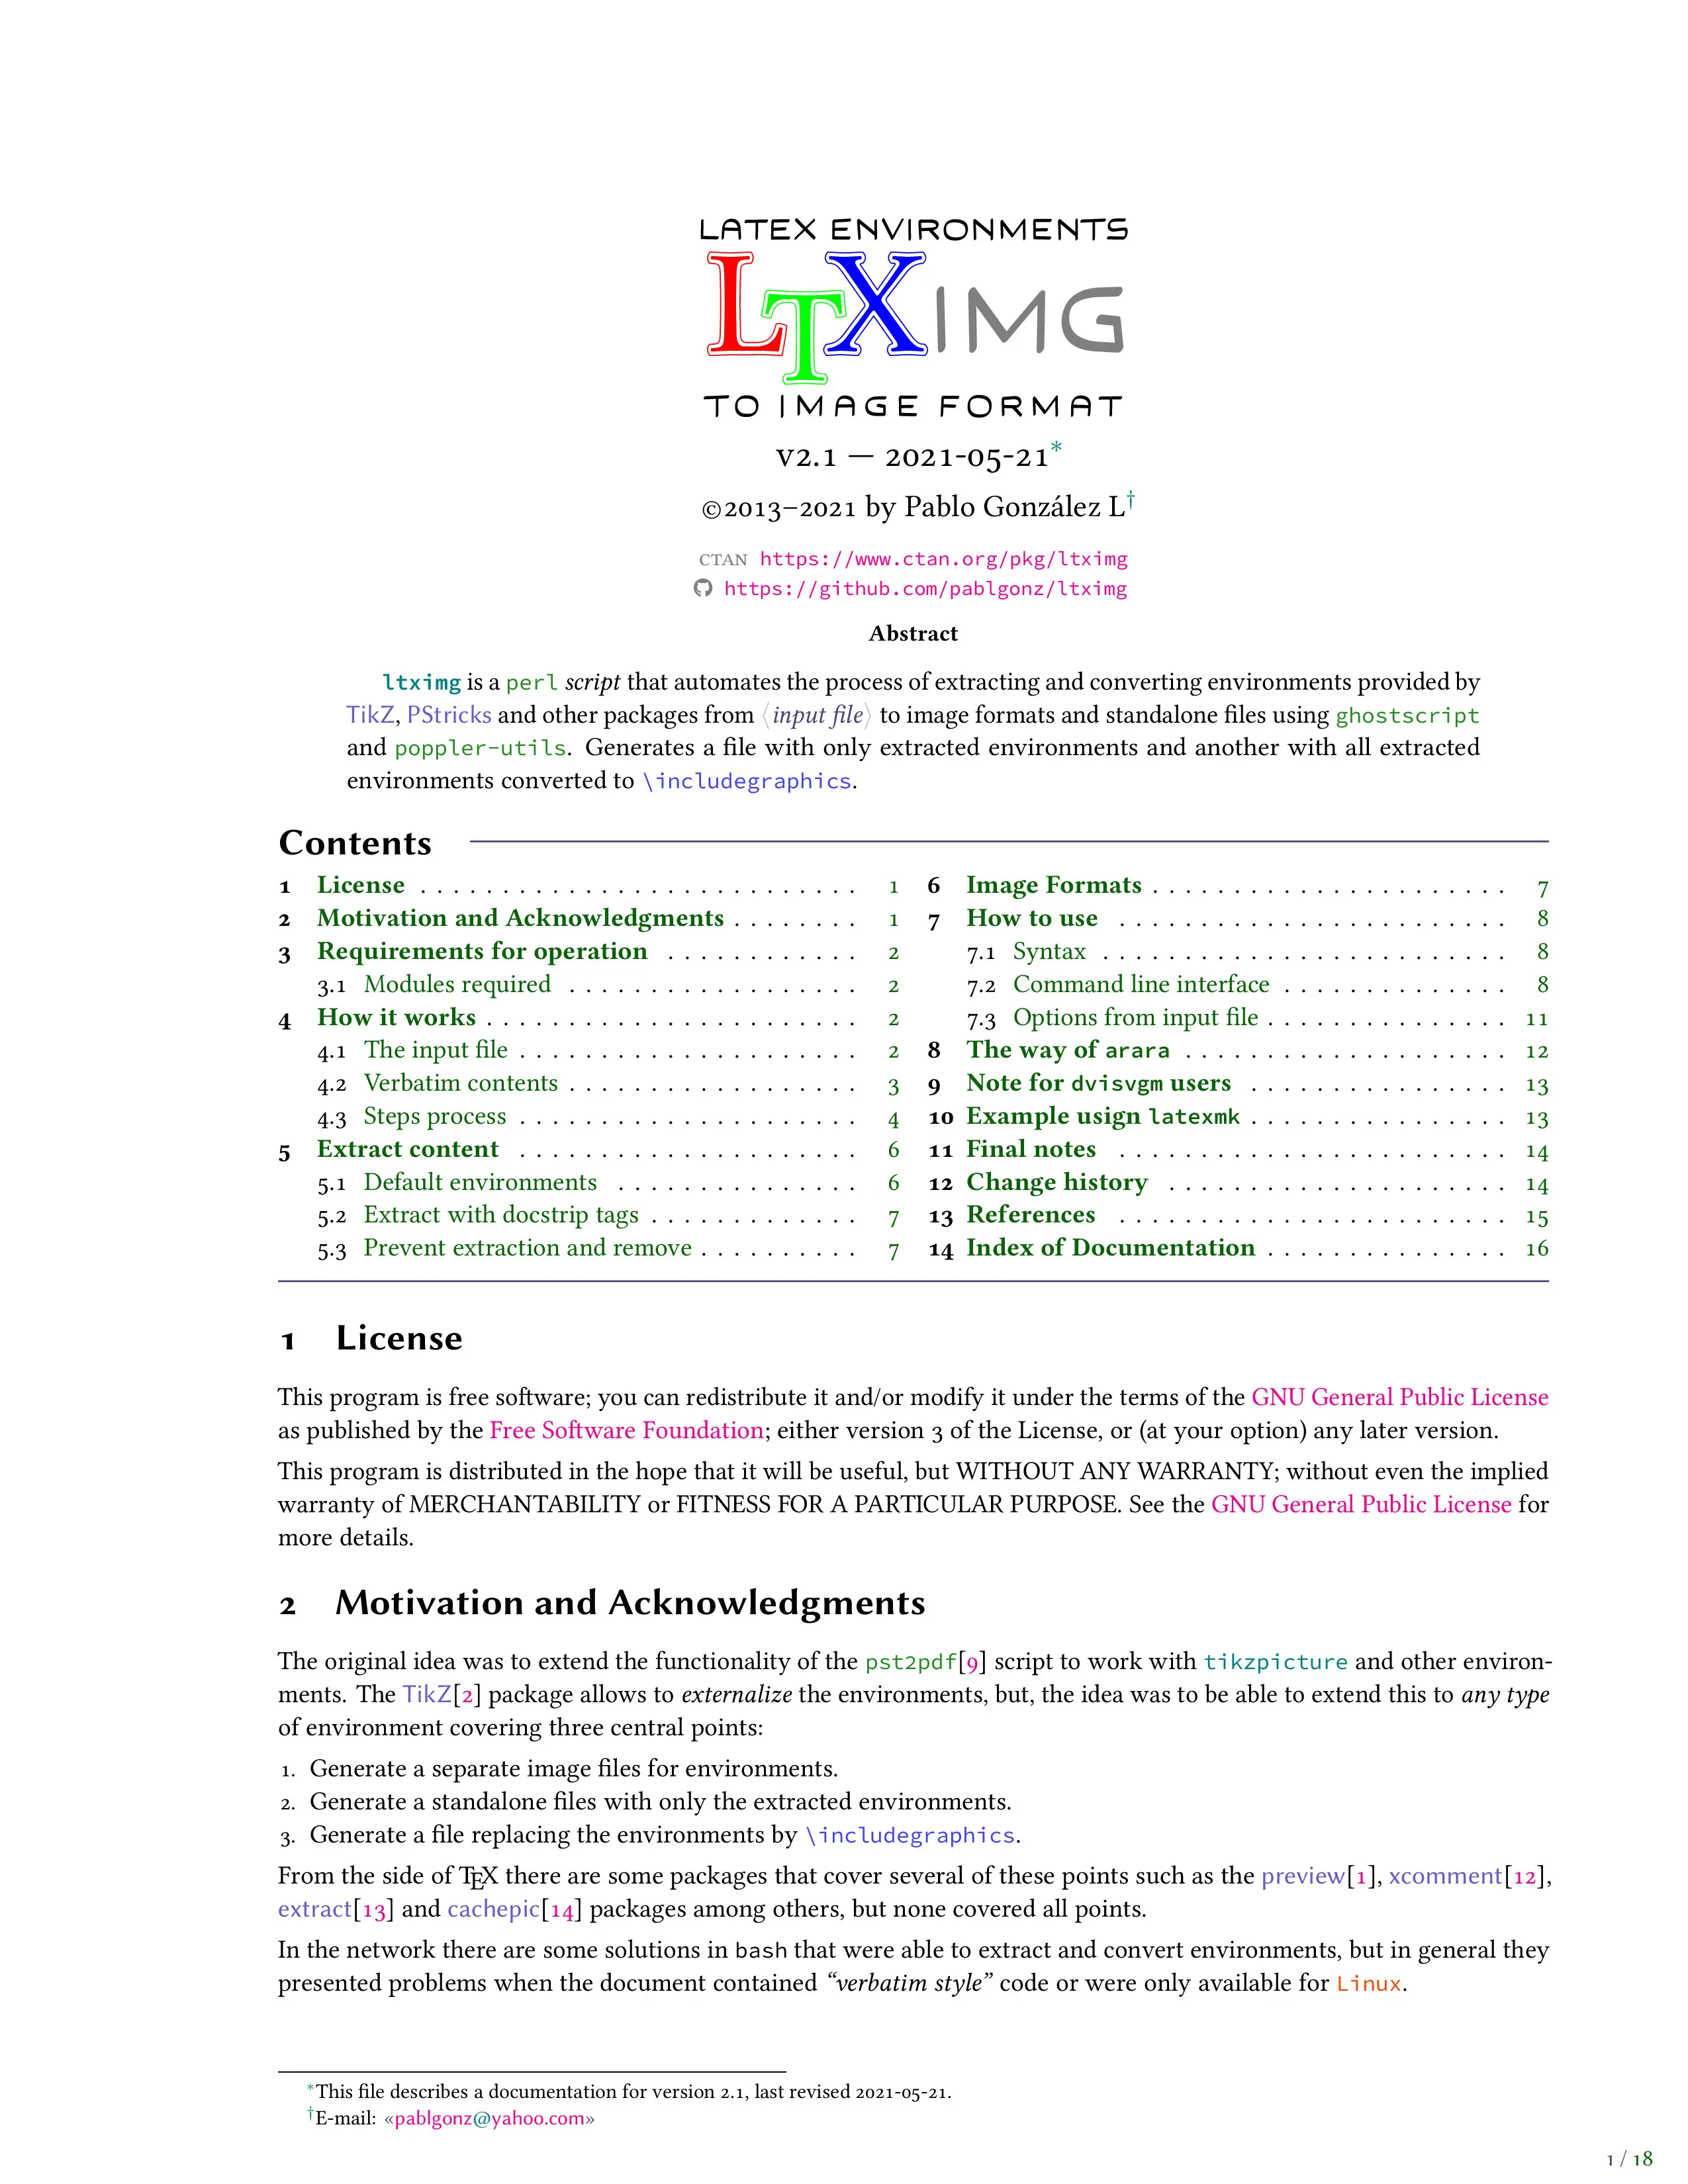 LATEX ENVIRONMENTS
LTXIMG
TO IMAGE FORMAT
v2.1 — 2021-05-21*
©2013–2021 by Pablo González L†
CTAN https://www.ctan.org/pkg/ltximg
https://github.com/pablgonz/ltximg
Abstract
ltximg is a perl script that automates the process of extracting and converting environments provided by
TikZ, PStricks and other packages from ⟨input file⟩ to image formats and standalone files using ghostscript
and poppler-utils. Generates a file with only extracted environments and another with all extracted
environments converted to \includegraphics.
Contents
1 License . . . . . . . . . . . . . . . . . . . . . . . . . . . 1
2 Motivation and Acknowledgments . . . . . . . . 1
3 Requirements for operation . . . . . . . . . . . . 2
3.1 Modules required . . . . . . . . . . . . . . . . . . 2
4 How it works . . . . . . . . . . . . . . . . . . . . . . . 2
4.1 The input file . . . . . . . . . . . . . . . . . . . . . 2
4.2 Verbatim contents . . . . . . . . . . . . . . . . . . 3
4.3 Steps process . . . . . . . . . . . . . . . . . . . . . 4
5 Extract content . . . . . . . . . . . . . . . . . . . . . 6
5.1 Default environments . . . . . . . . . . . . . . . 6
5.2 Extract with docstrip tags . . . . . . . . . . . . . 7
5.3 Prevent extraction and remove . . . . . . . . . . 7
6 Image Formats . . . . . . . . . . . . . . . . . . . . . . 7
7 How to use . . . . . . . . . . . . . . . . . . . . . . . . 8
7.1 Syntax . . . . . . . . . . . . . . . . . . . . . . . . . 8
7.2 Command line interface . . . . . . . . . . . . . . 8
7.3 Options from input file . . . . . . . . . . . . . . . 11
8 The way of arara . . . . . . . . . . . . . . . . . . . . 12
9 Note for dvisvgm users . . . . . . . . . . . . . . . . 13
10 Example usign latexmk . . . . . . . . . . . . . . . . 13
11 Final notes . . . . . . . . . . . . . . . . . . . . . . . . 14
12 Change history . . . . . . . . . . . . . . . . . . . . . 14
13 References . . . . . . . . . . . . . . . . . . . . . . . . 15
14 Index of Documentation . . . . . . . . . . . . . . . 16
1 License
This program is free software; you can redistribute it and/or modify it under the terms of the GNU General Public License
as published by the Free Software Foundation; either version 3 of the License, or (at your option) any later version.
This program is distributed in the hope that it will be useful, but WITHOUT ANY WARRANTY; without even the implied
warranty of MERCHANTABILITY or FITNESS FOR A PARTICULAR PURPOSE. See the GNU General Public License for
more details.
2 Motivation and Acknowledgments
The original idea was to extend the functionality of the pst2pdf[9] script to work with tikzpicture and other environ-
ments. The TikZ[2] package allows to externalize the environments, but, the idea was to be able to extend this to any type
of environment covering three central points:
1. Generate a separate image files for environments.
2. Generate a standalone files with only the extracted environments.
3. Generate a file replacing the environments by \includegraphics.
From the side of TEX there are some packages that cover several of these points such as the preview[1], xcomment[12],
extract[13] and cachepic[14] packages among others, but none covered all points.
In the network there are some solutions in bash that were able to extract and convert environments, but in general they
presented problems when the document contained “verbatim style” code or were only available for Linux.
*This file describes a documentation for version 2.1, last revised 2021-05-21.
†E-mail: «pablgonz@yahoo.com»
1 / 18